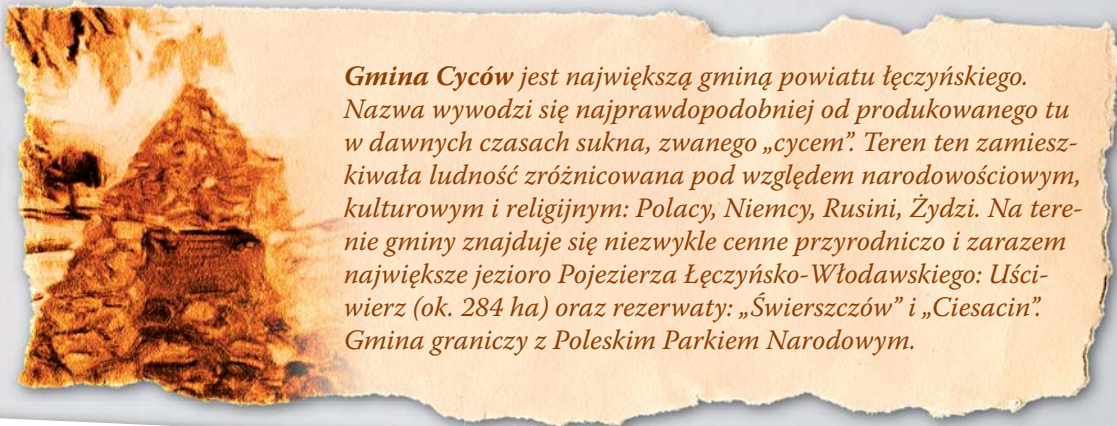 Gmina Cyców jest największą gminą powiatu łęczyńskiego.
Nazwa wywodzi się najprawdopodobniej od produkowanego tu
w dawnych czasach sukna, zwanego „cycem”. Teren ten zamiesz-
kiwała ludność zróżnicowana pod względem narodowościowym,
kulturowym i religijnym: Polacy, Niemcy, Rusini, Żydzi. Na tere-
nie gminy znajduje się niezwykle cenne przyrodniczo i zarazem
największe jezioro Pojezierza Łęczyńsko-Włodawskiego: Uści-
wierz (ok. 284 ha) oraz rezerwaty: „Świerszczów” i „Ciesacin”.
Gmina graniczy z Poleskim Parkiem Narodowym.